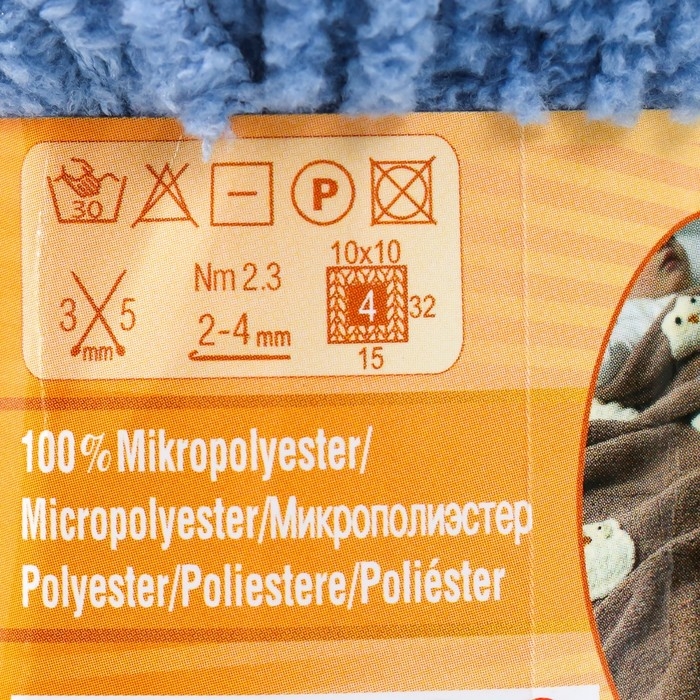 30 P
10x10
Nm 2.3
3 5 4 32
mm 2-4 mm
15
100% Mikropolyester/
Micropolyester/Микрополиэстер
Polyester/Poliestere/Poliéster